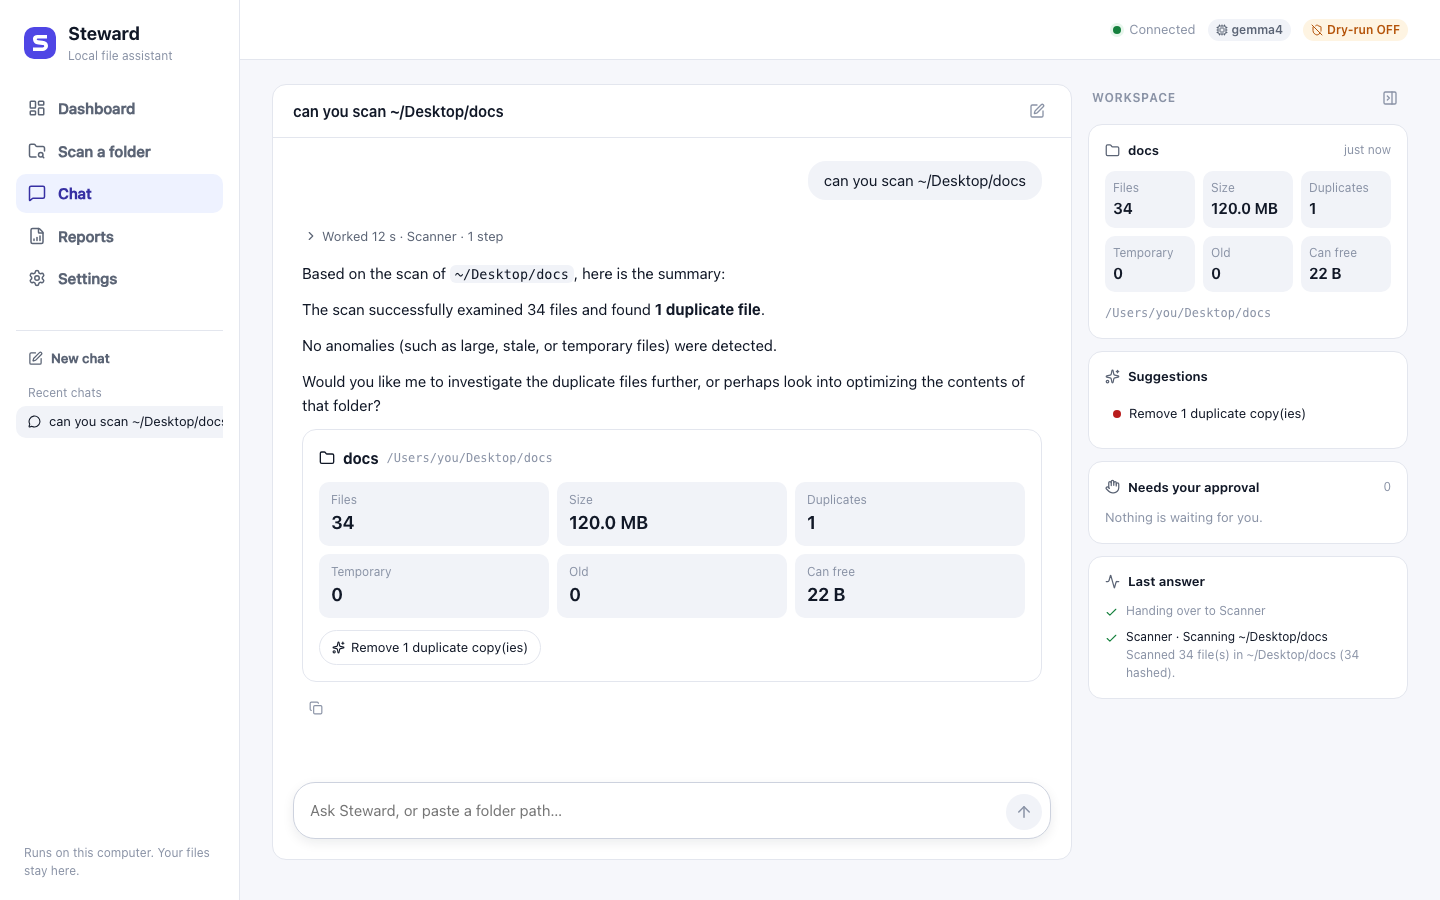 Steward
Local file assistant
Dashboard
Scan a folder
Chat
Reports
Settings
New chat
Recent chats
can you scan ~/Desktop/docs
Runs on this computer. Your files
stay here.
Connected
gemma4
Dry-run OFF
can you scan ~/Desktop/docs
can you scan ~/Desktop/docs
Worked 12 s · Scanner · 1 step
Based on the scan of ~/Desktop/docs, here is the summary:
The scan successfully examined 34 files and found 1 duplicate file.
No anomalies (such as large, stale, or temporary files) were detected.
Would you like me to investigate the duplicate files further, or perhaps look into optimizing the contents of
that folder?
docs /Users/you/Desktop/docs
Files
34
Size
120.0 MB
Duplicates
1
Temporary
0
Old
0
Can free
22 B
Remove 1 duplicate copy(ies)
Ask Steward, or paste a folder path...
WORKSPACE
docs
just now
Files
34
Size
120.0 MB
Duplicates
1
Temporary
0
Old
0
Can free
22 B
/Users/you/Desktop/docs
Suggestions
Remove 1 duplicate copy(ies)
Needs your approval
0
Nothing is waiting for you.
Last answer
Handing over to Scanner
Scanner · Scanning ~/Desktop/docs
Scanned 34 file(s) in ~/Desktop/docs (34
hashed).